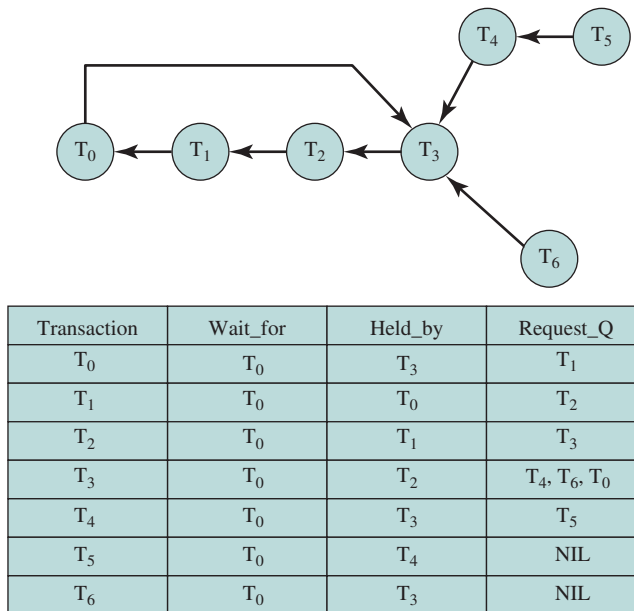 T4 T5
T0 T1 T2 T3
T6
Transaction Wait_for Held_by Request_Q
T0 T0 T3 T1
T1 T0 T0 T2
T2 T0 T1 T3
T3 T0 T2 T4, T6, T0
T4 T0 T3 T5
T5 T0 T4 NIL
T6 T0 T3 NIL